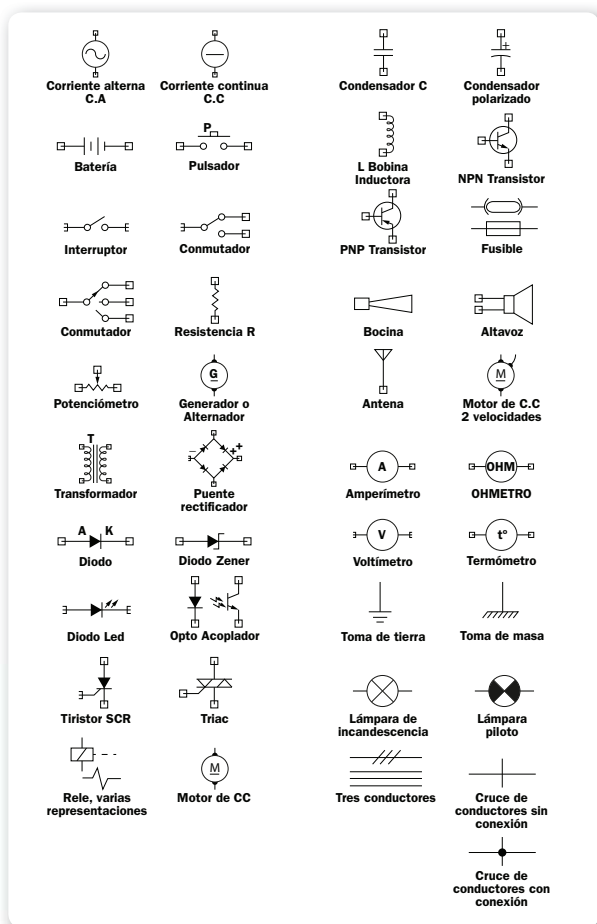 Corriente alterna
C.A
Corriente continua
C.C
Condensador C
+
Condensador
polarizado
Batería
P
Pulsador
L Bobina
Inductora
NPN Transistor
Interruptor
Conmutador
PNP Transistor
Fusible
Conmutador
Resistencia R
Bocina
Altavoz
Potenciómetro
G
Generador o
Alternador
Antena
M
Motor de C.C
2 velocidades
T
Transformador
– + +
Puente
rectificador
A
Amperímetro
OHM
OHMETRO
A K
Diodo
Diodo Zener
V
Voltímetro
t°
Termómetro
Diodo Led
Opto Acoplador
Toma de tierra
Toma de masa
Tiristor SCR
Triac
Lámpara de
incandescencia
Lámpara
piloto
Rele, varias
representaciones
M
Motor de CC
Tres conductores
Cruce de
conductores sin
conexión
Cruce de
conductores con
conexión